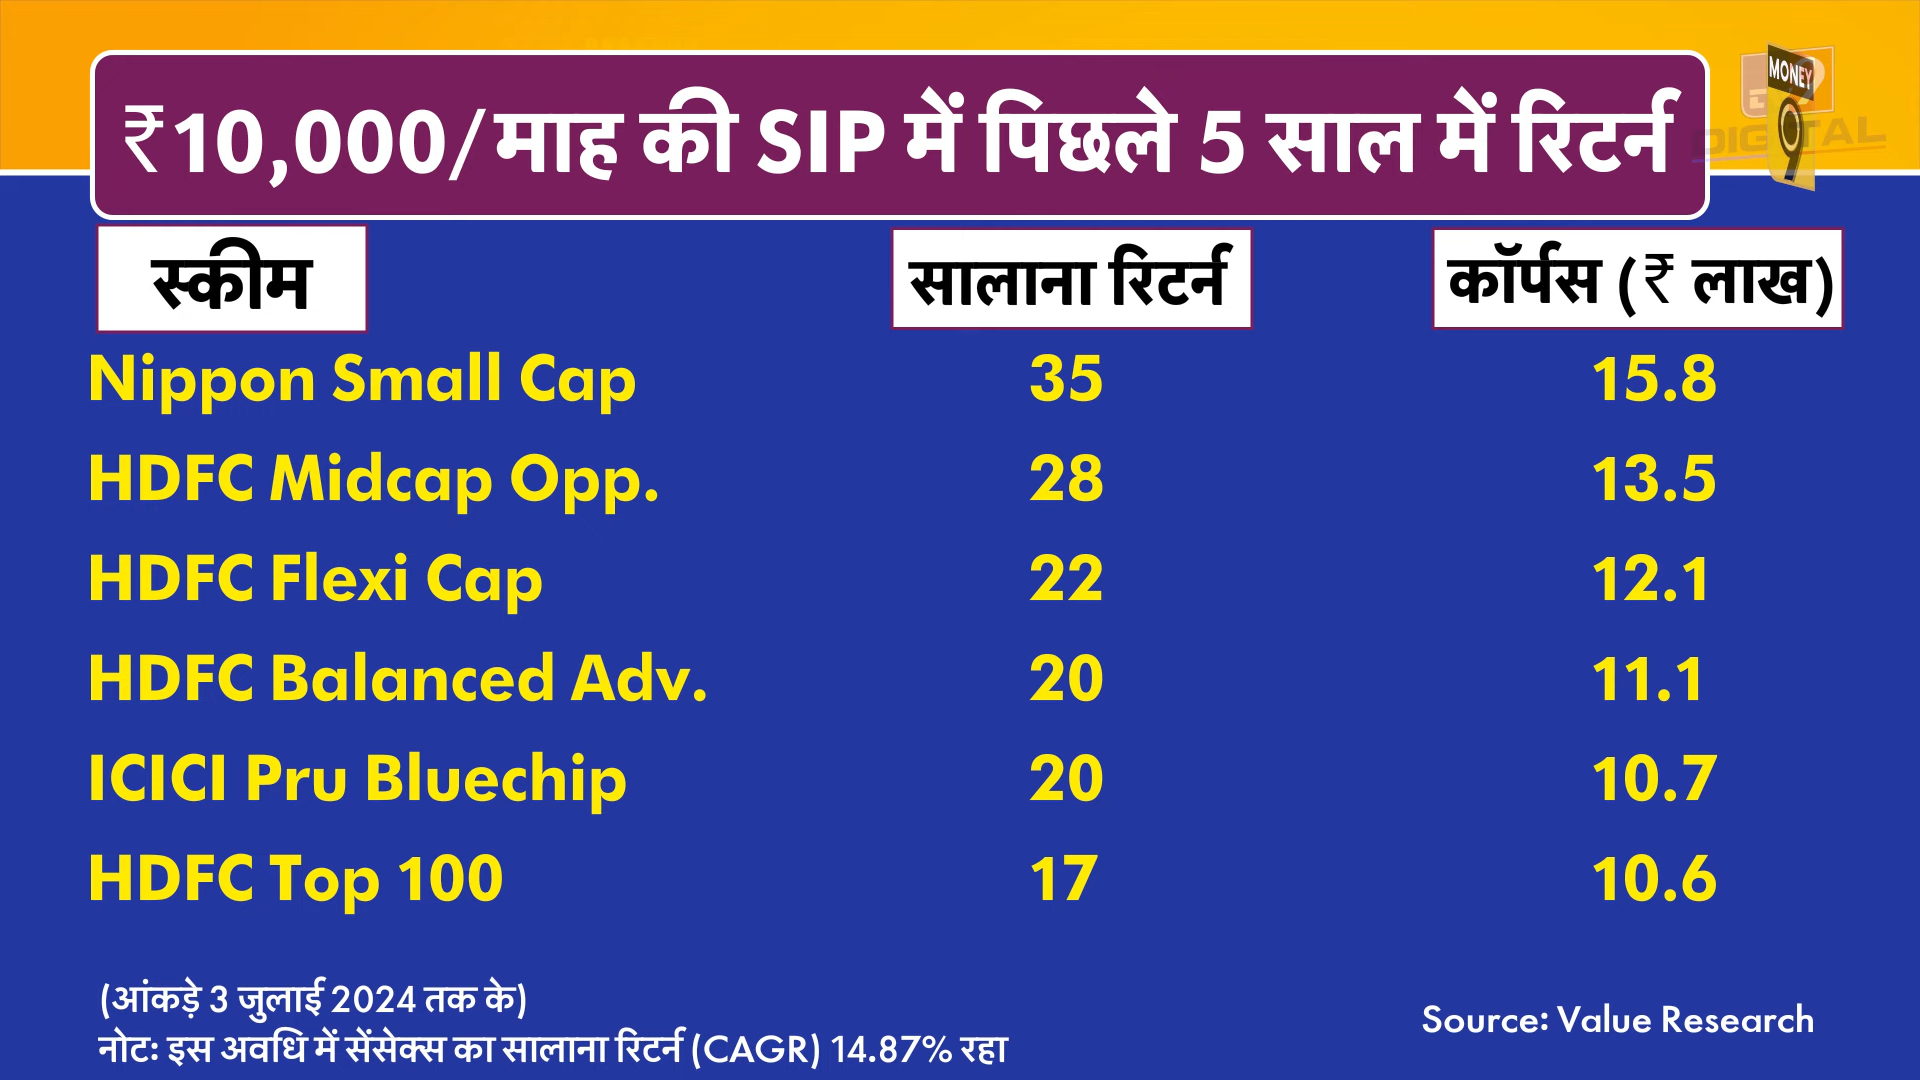 ₹10,000/माह की SIP में पिछले 5 साल में रिटर्न
MONEY
9
DIGITAL
स्कीम सालाना रिटर्न कॉर्पस (₹ लाख)
Nippon Small Cap 35 15.8
HDFC Midcap Opp. 28 13.5
HDFC Flexi Cap 22 12.1
HDFC Balanced Adv. 20 11.1
ICICI Pru Bluechip 20 10.7
HDFC Top 100 17 10.6
(आंकड़े 3 जुलाई 2024 तक के)
नोट: इस अवधि में सेंसेक्स का सालाना रिटर्न (CAGR) 14.87% रहा
Source: Value Research